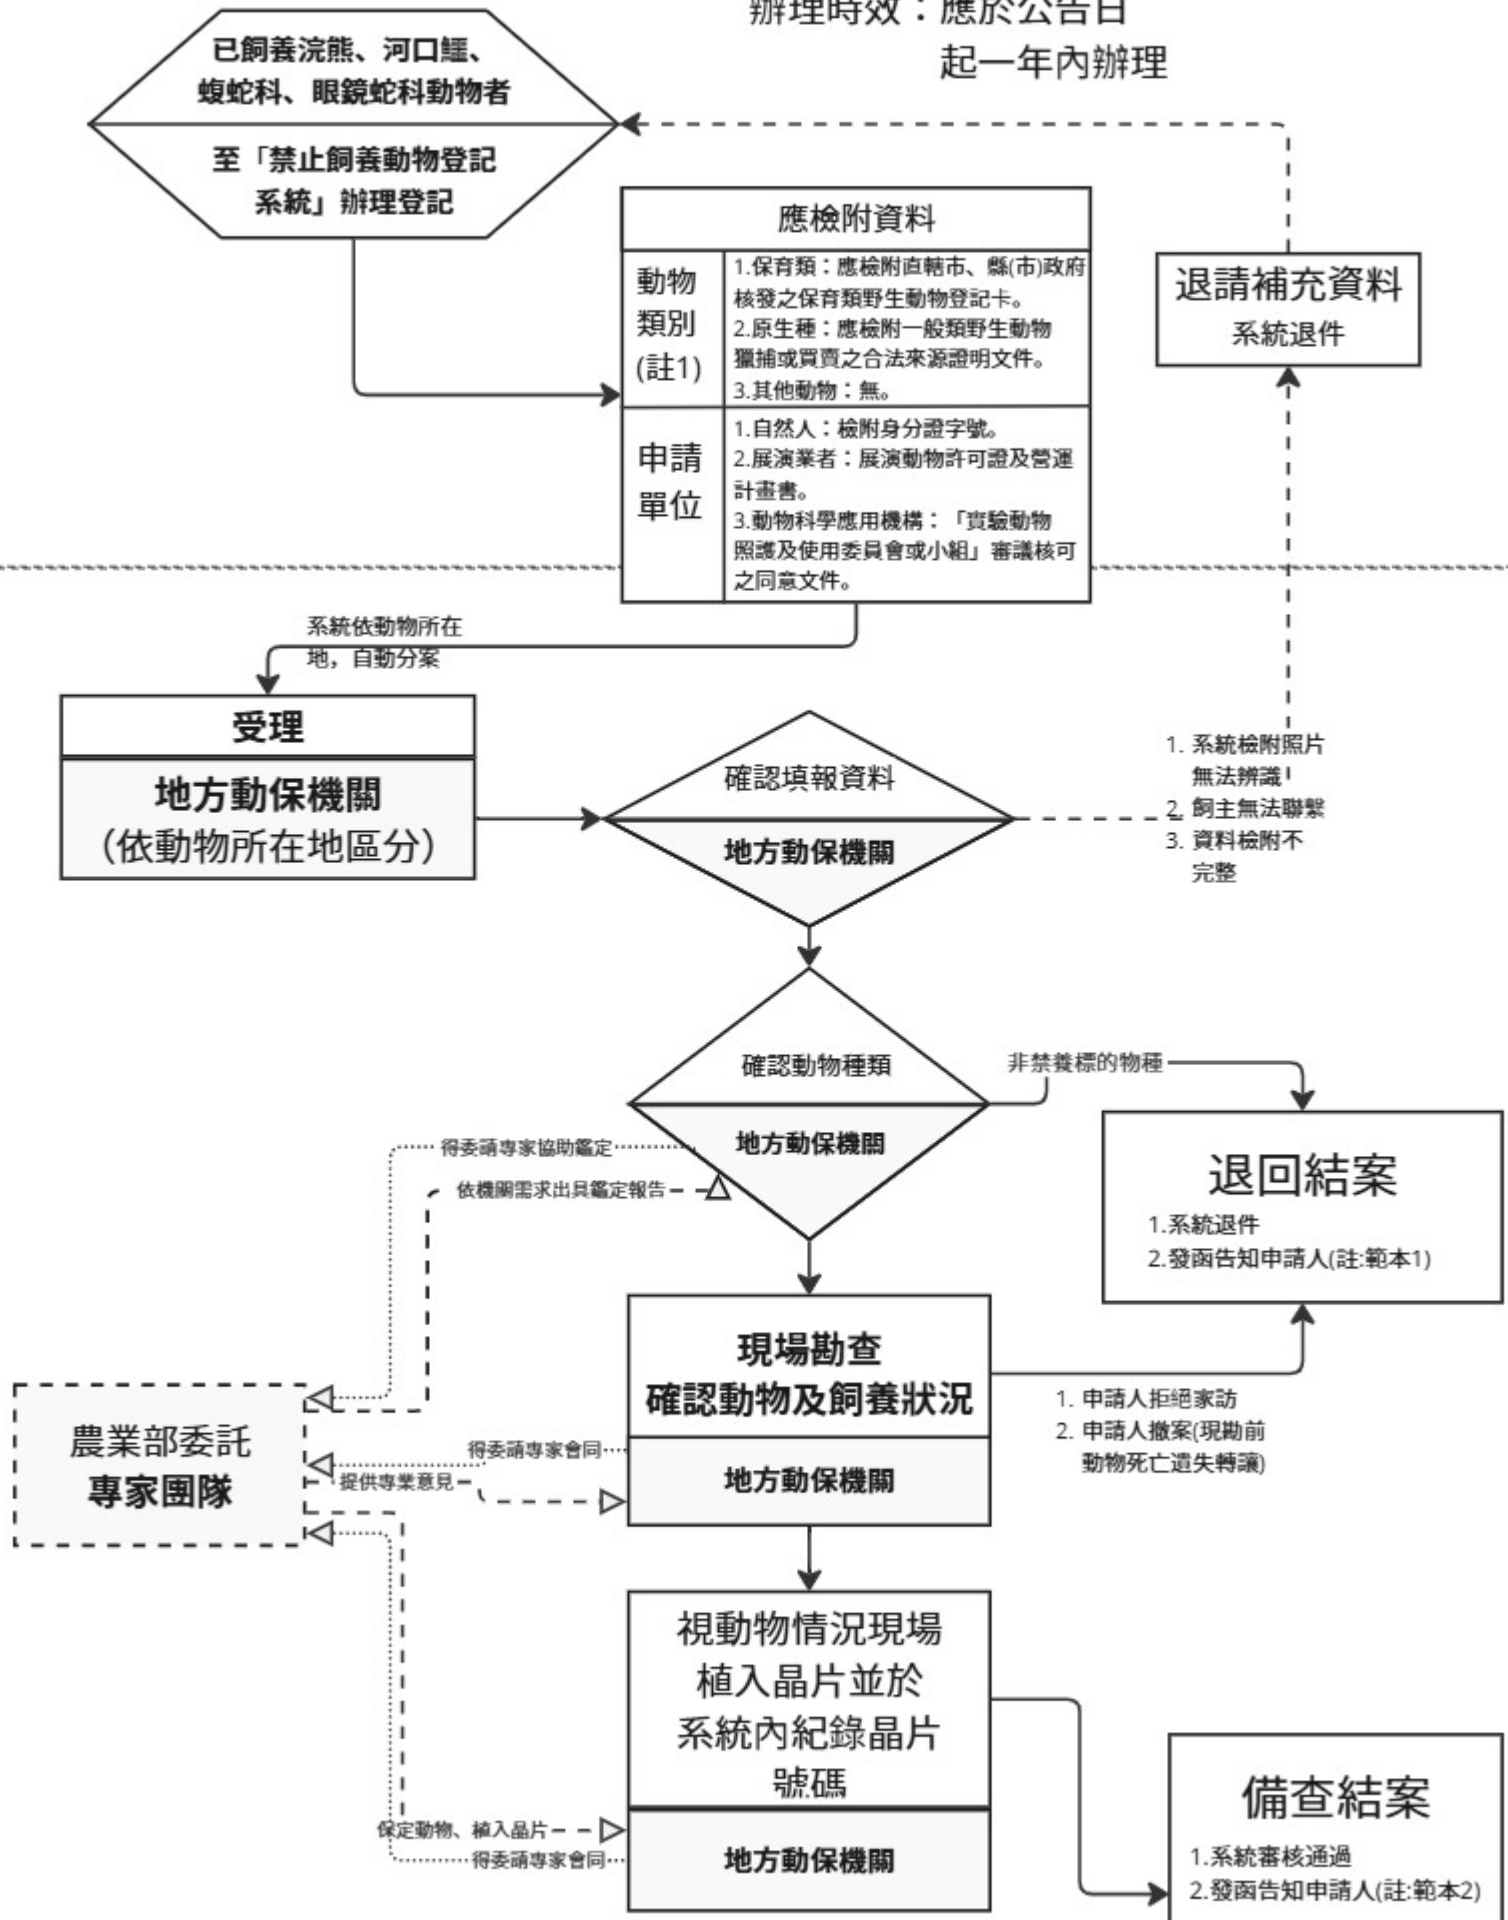 辦理時效：應於公告日
起一年內辦理
已飼養浣熊、河口鱷、
蝮蛇科、眼鏡蛇科動物者
至「禁止飼養動物登記
系統」辦理登記
應檢附資料
動物
類別
(註1)
1.保育類：應檢附直轄市、縣(市)政府
核發之保育類野生動物登記卡。
2.原生種：應檢附一般類野生動物
獵捕或買賣之合法來源證明文件。
3.其他動物：無。
申請
單位
1.自然人：檢附身分證字號。
2.展演業者：展演動物許可證及營運
計畫書。
3.動物科學應用機構：「實驗動物
照護及使用委員會或小組」審議核可
之同意文件。
退請補充資料
系統退件
系統依動物所在
地，自動分案
受理
地方動保機關
（依動物所在地區分）
確認填報資料
地方動保機關
1. 系統檢附照片
無法辨識
2. 飼主無法聯繫
3. 資料檢附不
完整
確認動物種類
地方動保機關
非禁養標的物種
得委請專家協助鑑定
依機關需求出具鑑定報告
退回結案
1.系統退件
2.發函告知申請人(註:範本1)
現場勘查
確認動物及飼養狀況
地方動保機關
1. 申請人拒絕家訪
2. 申請人撤案(現勘前
動物死亡遺失轉讓)
農業部委託
專家團隊
得委請專家會同
提供專業意見
視動物情況現場
植入晶片並於
系統內紀錄晶片
號碼
地方動保機關
保定動物、植入晶片
得委請專家會同
備查結案
1.系統審核通過
2.發函告知申請人(註:範本2)